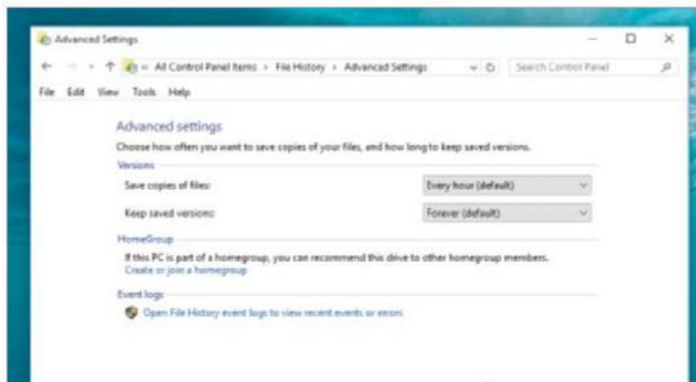 Advanced Settings
« All Control Panel Items > File History > Advanced Settings Search Control Panel
File Edit View Tools Help
Advanced settings
Choose how often you want to save copies of your files, and how long to keep saved versions.
Versions
Save copies of files: Every hour (default)
Keep saved versions: Forever (default)
HomeGroup
If this PC is part of a homegroup, you can recommend this drive to other homegroup members.
Create or join a homegroup
Event logs
Open File History event logs to view recent events or errors